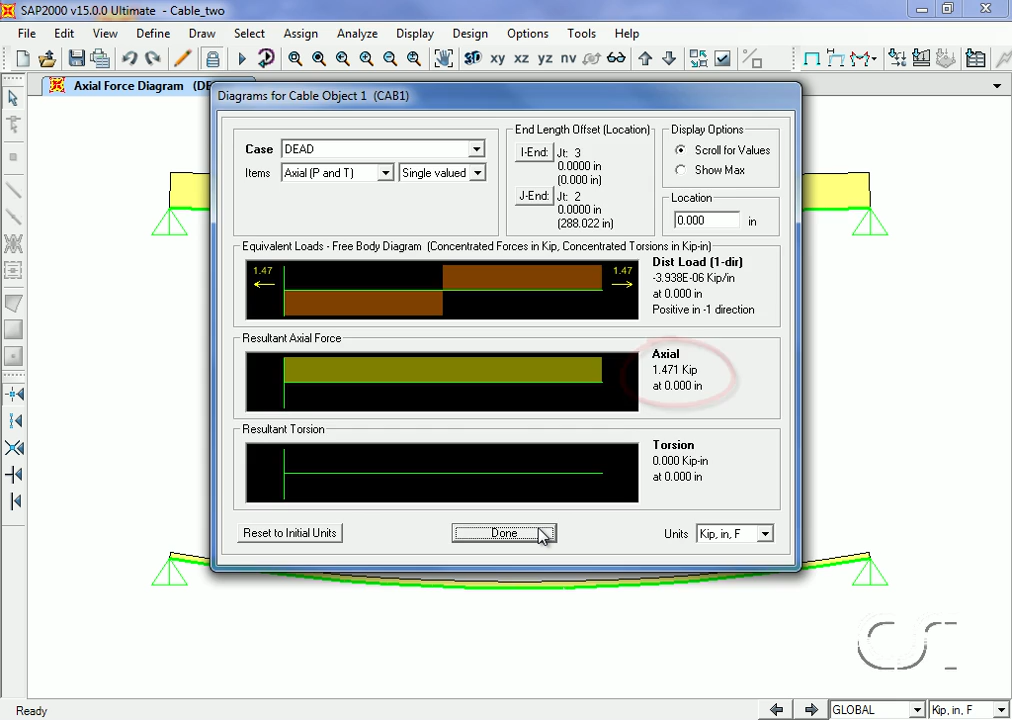 SAP2000 v15.0.0 Ultimate - Cable_two
File Edit View Define Draw Select Assign Analyze Display Design Options Tools Help
3D xy xz yz nv
Axial Force Diagram (DE
Diagrams for Cable Object 1 (CAB1)
Case DEAD
Items Axial (P and T) Single valued
End Length Offset (Location)
I-End: Jt: 3
0.0000 in
(0.000 in)
J-End: Jt: 2
0.0000 in
(288.022 in)
Display Options
Scroll for Values
Show Max
Location
0.000 in
Equivalent Loads - Free Body Diagram (Concentrated Forces in Kip, Concentrated Torsions in Kip-in)
1.47 1.47
Dist Load (1-dir)
-3.938E-06 Kip/in
at 0.000 in
Positive in -1 direction
Resultant Axial Force
Axial
1.471 Kip
at 0.000 in
Resultant Torsion
Torsion
0.000 Kip-in
at 0.000 in
Reset to Initial Units
Done
Units Kip, in, F
CSI
Ready
GLOBAL Kip, in, F